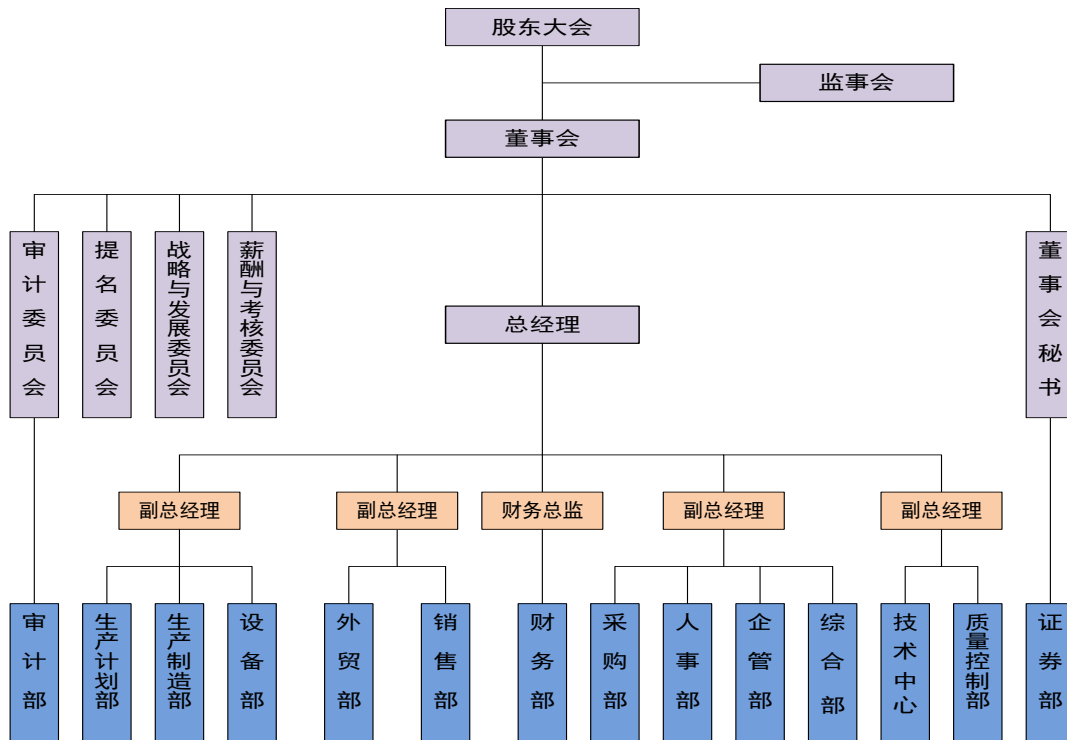 股东大会
监事会
董事会
审计委员会
提名委员会
战略与发展委员会
薪酬与考核委员会
总经理
董事会秘书
副总经理
副总经理
财务总监
副总经理
副总经理
审计部
生产计划部
生产制造部
设备部
外贸部
销售部
财务部
采购部
人事部
企管部
综合部
技术中心
质量控制部
证券部